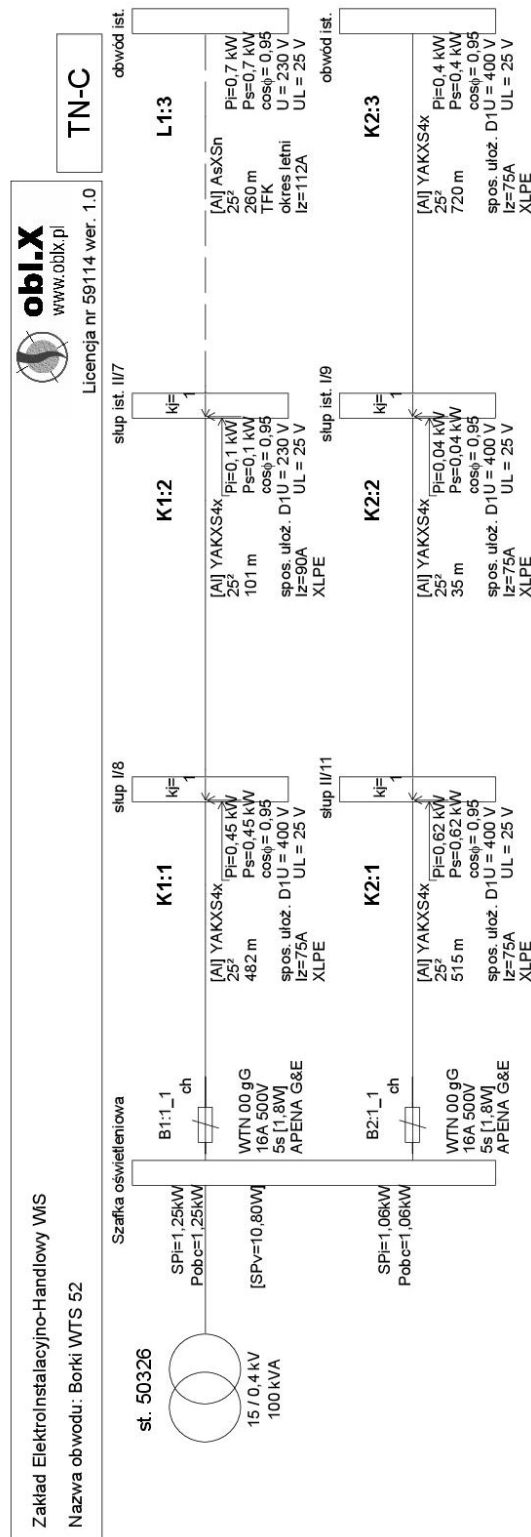 Zakład ElektroInstalacyjno-Handlowy WiS
Nazwa obwodu: Borki WTS 52
obl.X
www.oblx.pl
Licencja nr 59114 wer. 1.0
TN-C
st. 50326
15 / 0,4 kV
100 kVA
Szafka oświetleniowa
SPi=1,25kW
Pobc=1,25kW
[SPv=10,80W]
B1:1_1
ch
WTN 00 gG
16A 500V
5s [1,8W]
APENA G&E
K1:1
[Al] YAKXS4x
25²
482 m
spos. ułoż. D1
Iz=75A
XLPE
słup I/8
kj=
1
Pi=0,45 kW
Ps=0,45 kW
cosϕ= 0,95
U = 400 V
UL = 25 V
K1:2
[Al] YAKXS4x
25²
101 m
spos. ułoż. D1
Iz=90A
XLPE
słup ist. II/7
kj=
1
Pi=0,1 kW
Ps=0,1 kW
cosϕ= 0,95
U = 230 V
UL = 25 V
L1:3
[Al] AsXSn
25²
260 m
TFK
okres letni
Iz=112A
obwód ist.
Pi=0,7 kW
Ps=0,7 kW
cosϕ= 0,95
U = 230 V
UL = 25 V
SPi=1,06kW
Pobc=1,06kW
B2:1_1
ch
WTN 00 gG
16A 500V
5s [1,8W]
APENA G&E
K2:1
[Al] YAKXS4x
25²
515 m
spos. ułoż. D1
Iz=75A
XLPE
słup II/11
kj=
1
Pi=0,62 kW
Ps=0,62 kW
cosϕ= 0,95
U = 400 V
UL = 25 V
K2:2
[Al] YAKXS4x
25²
35 m
spos. ułoż. D1
Iz=75A
XLPE
słup ist. I/9
kj=
1
Pi=0,04 kW
Ps=0,04 kW
cosϕ= 0,95
U = 400 V
UL = 25 V
K2:3
[Al] YAKXS4x
25²
720 m
spos. ułoż. D1
Iz=75A
XLPE
obwód ist.
Pi=0,4 kW
Ps=0,4 kW
cosϕ= 0,95
U = 400 V
UL = 25 V